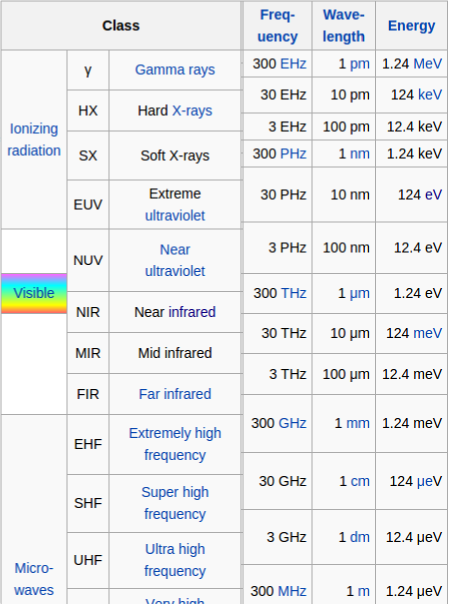 Class
Freq-
uency
Wave-
length
Energy
γ
Gamma rays
300 EHz
1 pm
1.24 MeV
Ionizing
radiation
HX
Hard X-rays
30 EHz
10 pm
124 keV
3 EHz
100 pm
12.4 keV
SX
Soft X-rays
300 PHz
1 nm
1.24 keV
EUV
Extreme
ultraviolet
30 PHz
10 nm
124 eV
Visible
NUV
Near
ultraviolet
3 PHz
100 nm
12.4 eV
300 THz
1 μm
1.24 eV
NIR
Near infrared
30 THz
10 μm
124 meV
MIR
Mid infrared
3 THz
100 μm
12.4 meV
FIR
Far infrared
300 GHz
1 mm
1.24 meV
Micro-
waves
EHF
Extremely high
frequency
30 GHz
1 cm
124 μeV
SHF
Super high
frequency
3 GHz
1 dm
12.4 μeV
UHF
Ultra high
frequency
300 MHz
1 m
1.24 μeV
Very high